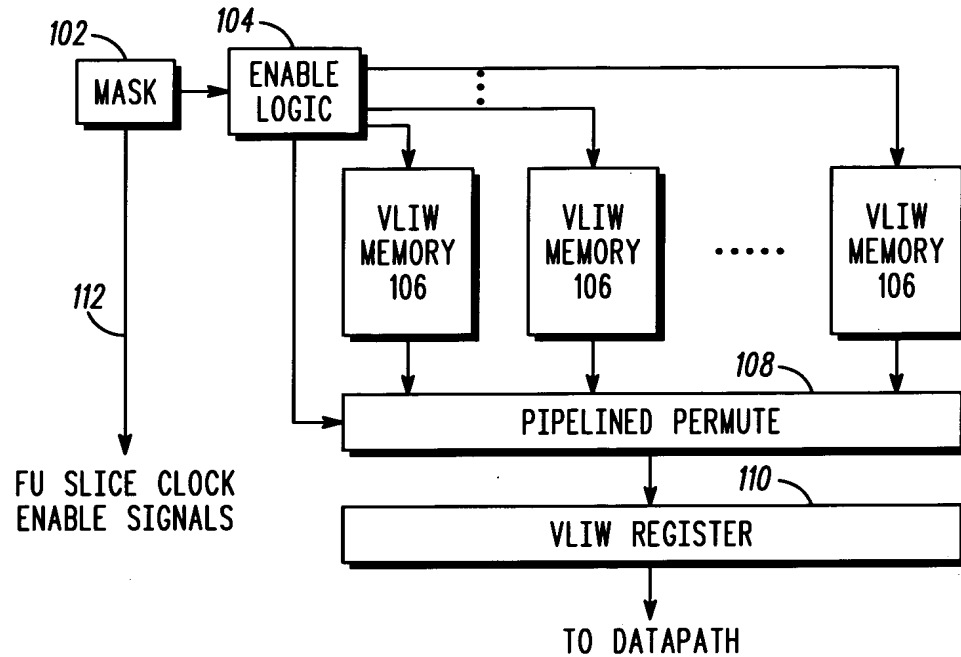 102
MASK
104
ENABLE
LOGIC
VLIW
MEMORY
106
VLIW
MEMORY
106
VLIW
MEMORY
106
112
108
PIPELINED PERMUTE
110
VLIW REGISTER
FU SLICE CLOCK
ENABLE SIGNALS
TO DATAPATH